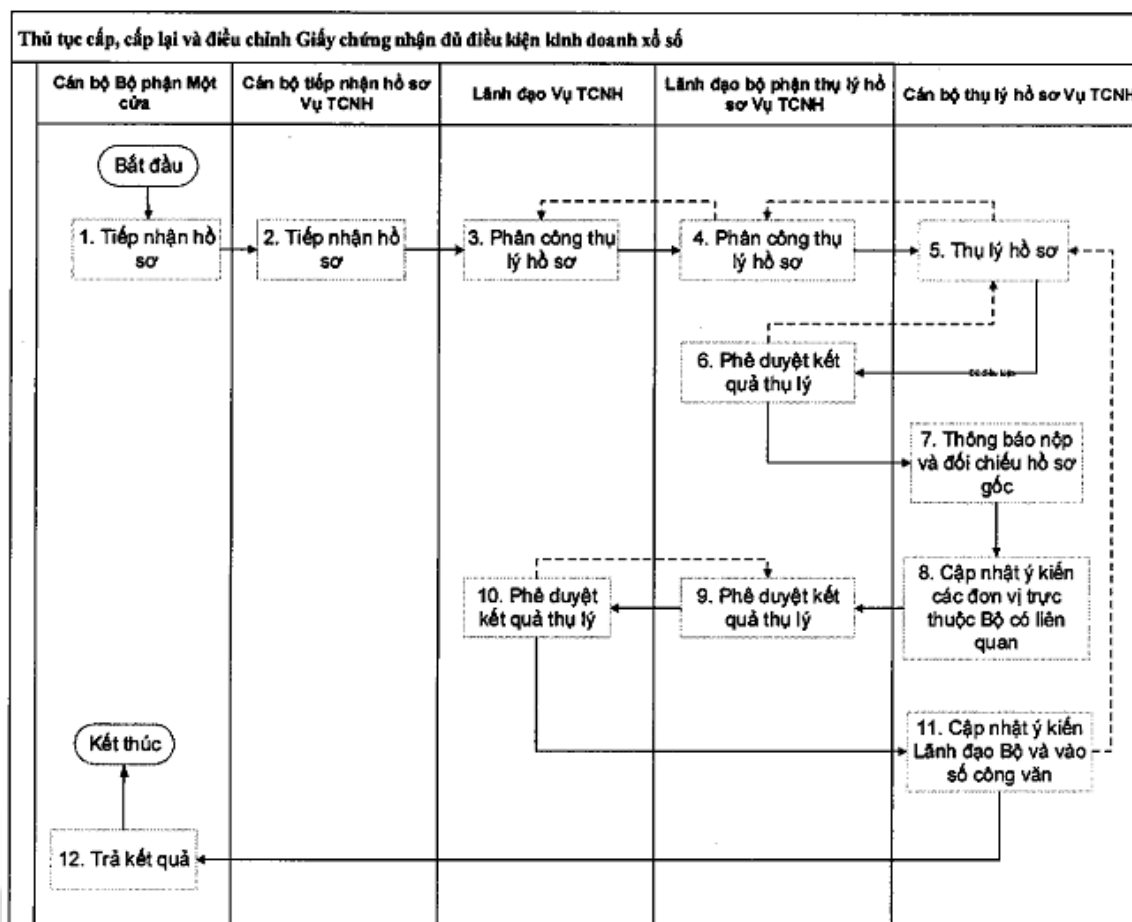 Thủ tục cấp, cấp lại và điều chỉnh Giấy chứng nhận đủ điều kiện kinh doanh xổ số
Cán bộ Bộ phận Một
cửa
Cán bộ tiếp nhận hồ sơ
Vụ TCNH
Lãnh đạo Vụ TCNH
Lãnh đạo bộ phận thụ lý hồ
sơ Vụ TCNH
Cán bộ thụ lý hồ sơ Vụ TCNH
Bắt đầu
1. Tiếp nhận hồ
sơ
2. Tiếp nhận hồ
sơ
3. Phân công thụ
lý hồ sơ
4. Phân công thụ
lý hồ sơ
5. Thụ lý hồ sơ
6. Phê duyệt kết
quả thụ lý
7. Thông báo nộp
và đối chiếu hồ sơ
gốc
8. Cập nhật ý kiến
các đơn vị trực
thuộc Bộ có liên
quan
9. Phê duyệt kết
quả thụ lý
10. Phê duyệt
kết quả thụ lý
11. Cập nhật ý kiến
Lãnh đạo Bộ và vào
số công văn
Kết thúc
12. Trả kết quả